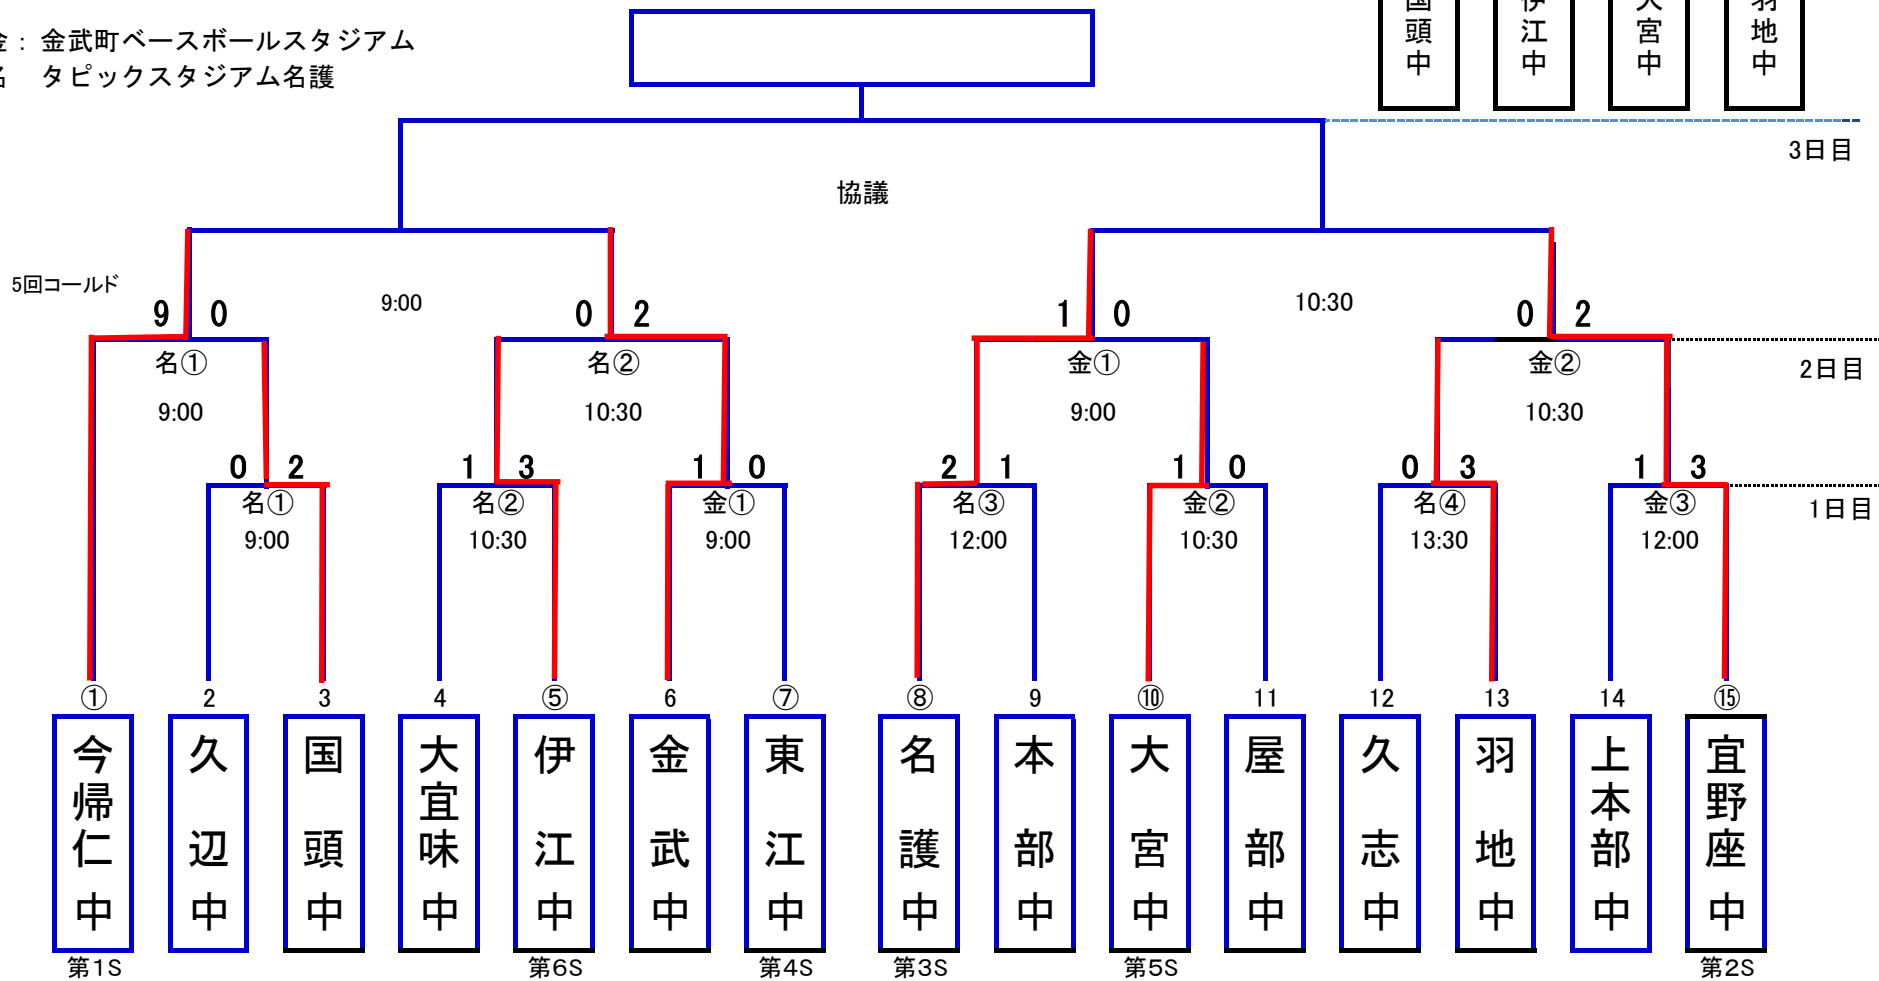 金：金武町ベースボールスタジアム
名　タピックスタジアム名護
国頭中
伊江中
大宮中
羽地中
3日目
協議
5回コールド
9 0
9:00
0 2
1 0
10:30
0 2
名①
名②
金①
金②
2日目
9:00
10:30
9:00
10:30
0 2
1 3
1 0
2 1
1 0
0 3
1 3
名①
名②
金①
名③
金②
名④
金③
1日目
9:00
10:30
9:00
12:00
10:30
13:30
12:00
① 2 3 4 ⑤ 6 ⑦ ⑧ 9 ⑩ 11 12 13 14 ⑮
今帰仁中
久辺中
国頭中
大宜味中
伊江中
金武中
東江中
名護中
本部中
大宮中
屋部中
久志中
羽地中
上本部中
宜野座中
第1S
第6S
第4S
第3S
第5S
第2S